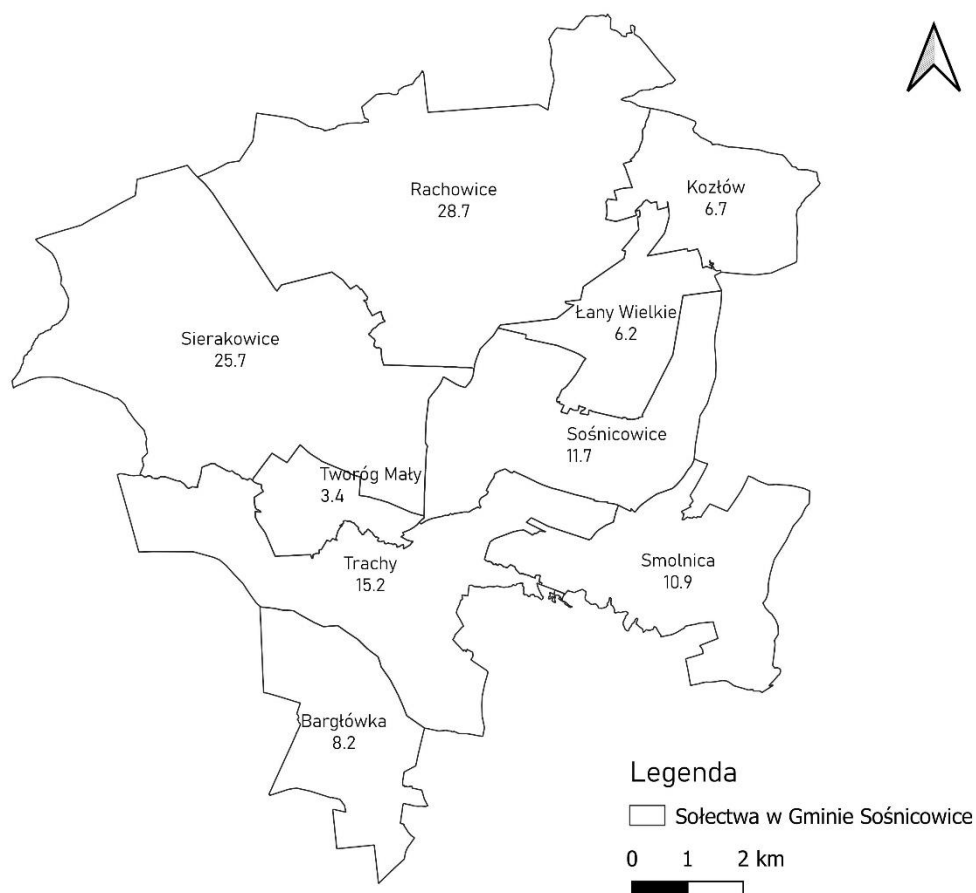 Rachowice
28.7
Kozłów
6.7
Łany Wielkie
6.2
Sierakowice
25.7
Sośnicowice
11.7
Tworóg Mały
3.4
Trachy
15.2
Smolnica
10.9
Bargłówka
8.2
Legenda
Sołectwa w Gminie Sośnicowice
0 1 2 km